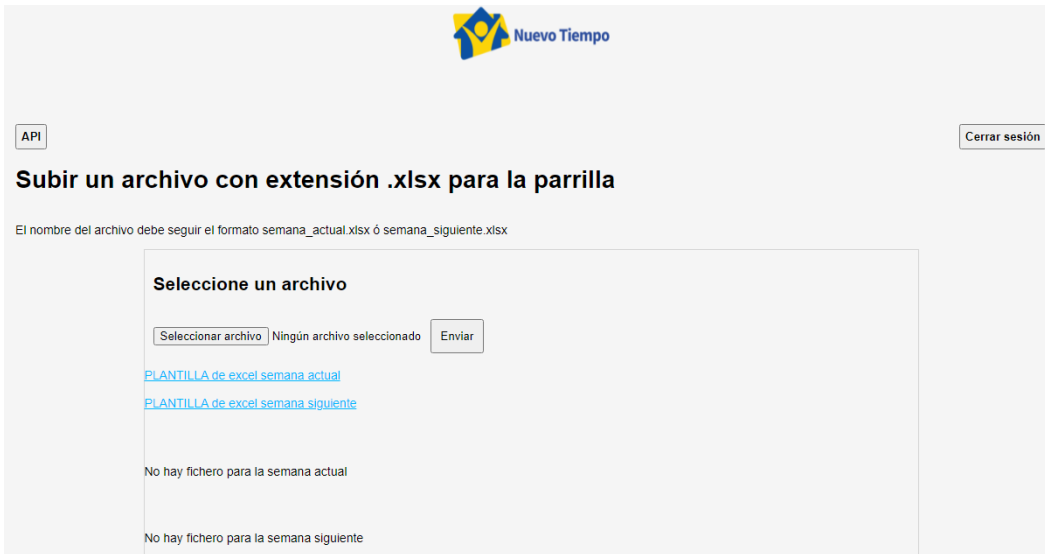 Nuevo Tiempo
API
Cerrar sesión
Subir un archivo con extensión .xlsx para la parrilla
El nombre del archivo debe seguir el formato semana_actual.xlsx ó semana_siguiente.xlsx
Seleccione un archivo
Seleccionar archivo Ningún archivo seleccionado Enviar
PLANTILLA de excel semana actual
PLANTILLA de excel semana siguiente
No hay fichero para la semana actual
No hay fichero para la semana siguiente